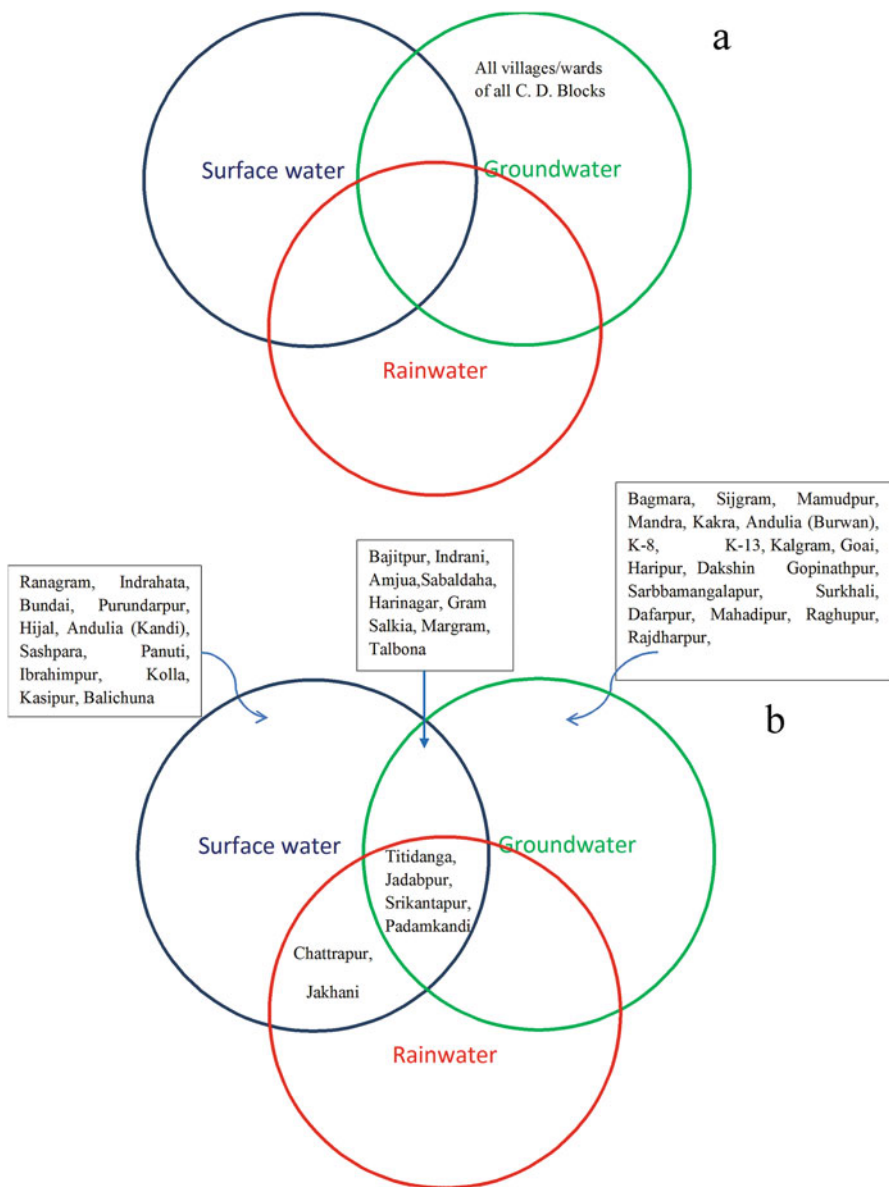 a
All villages/wards
of all C. D. Blocks
Surface water
Groundwater
Rainwater
Ranagram, Indrahata,
Bundai, Purundarpur,
Hijal, Andulia (Kandi),
Sashpara, Panuti,
Ibrahimpur, Kolla,
Kasipur, Balichuna
Bajitpur, Indrani,
Amjua,Sabaldaha,
Harinagar, Gram
Salkia, Margram,
Talbona
Bagmara, Sijgram, Mamudpur,
Mandra, Kakra, Andulia (Burwan),
K-8, K-13, Kalgram, Goai,
Haripur, Dakshin Gopinathpur,
Sarbbamangalapur, Surkhali,
Dafarpur, Mahadipur, Raghupur,
Rajdharpur,
b
Surface water
Groundwater
Titidanga,
Jadabpur,
Srikantapur,
Padamkandi
Chattrapur,
Jakhani
Rainwater